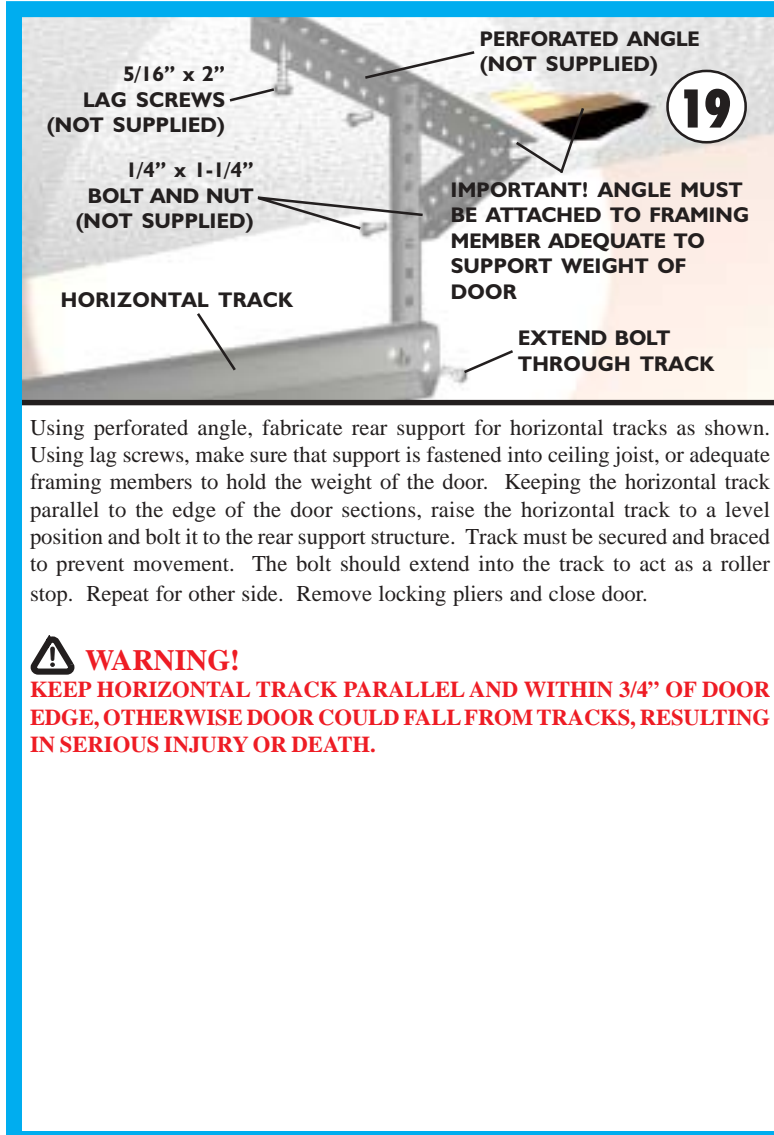 PERFORATED ANGLE
(NOT SUPPLIED)
19
5/16” x 2”
LAG SCREWS
(NOT SUPPLIED)
1/4” x 1-1/4”
BOLT AND NUT
(NOT SUPPLIED)
IMPORTANT! ANGLE MUST
BE ATTACHED TO FRAMING
MEMBER ADEQUATE TO
SUPPORT WEIGHT OF
DOOR
HORIZONTAL TRACK
EXTEND BOLT
THROUGH TRACK
Using perforated angle, fabricate rear support for horizontal tracks as shown.
Using lag screws, make sure that support is fastened into ceiling joist, or adequate
framing members to hold the weight of the door. Keeping the horizontal track
parallel to the edge of the door sections, raise the horizontal track to a level
position and bolt it to the rear support structure. Track must be secured and braced
to prevent movement. The bolt should extend into the track to act as a roller
stop. Repeat for other side. Remove locking pliers and close door.
WARNING!
KEEP HORIZONTAL TRACK PARALLEL AND WITHIN 3/4” OF DOOR
EDGE, OTHERWISE DOOR COULD FALL FROM TRACKS, RESULTING
IN SERIOUS INJURY OR DEATH.